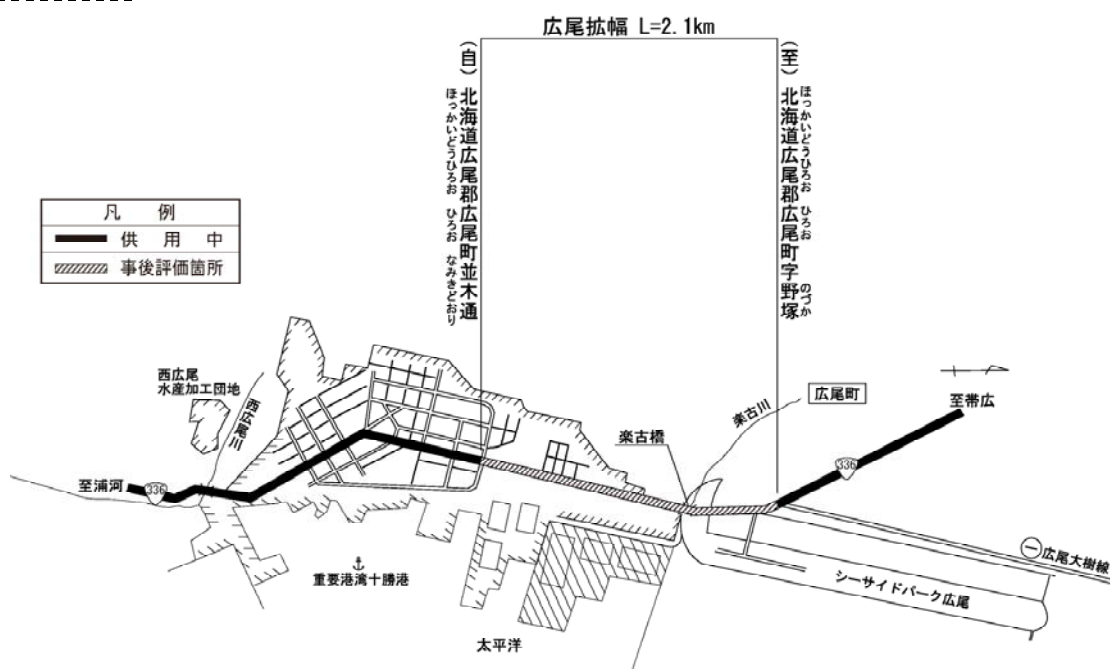 広尾拡幅 L=2.1km
（自）北海道広尾郡広尾町並木通
ほっかいどうひろお ひろお なみきどおり
（至）北海道広尾郡広尾町字野塚
ほっかいどうひろお ひろお のづか
凡 例
供 用 中
事後評価箇所
西広尾
水産加工団地
西広尾川
広尾町
至帯広
楽古川
楽古橋
336
至浦河
336
一 広尾大樹線
シーサイドパーク広尾
重要港湾十勝港
太平洋